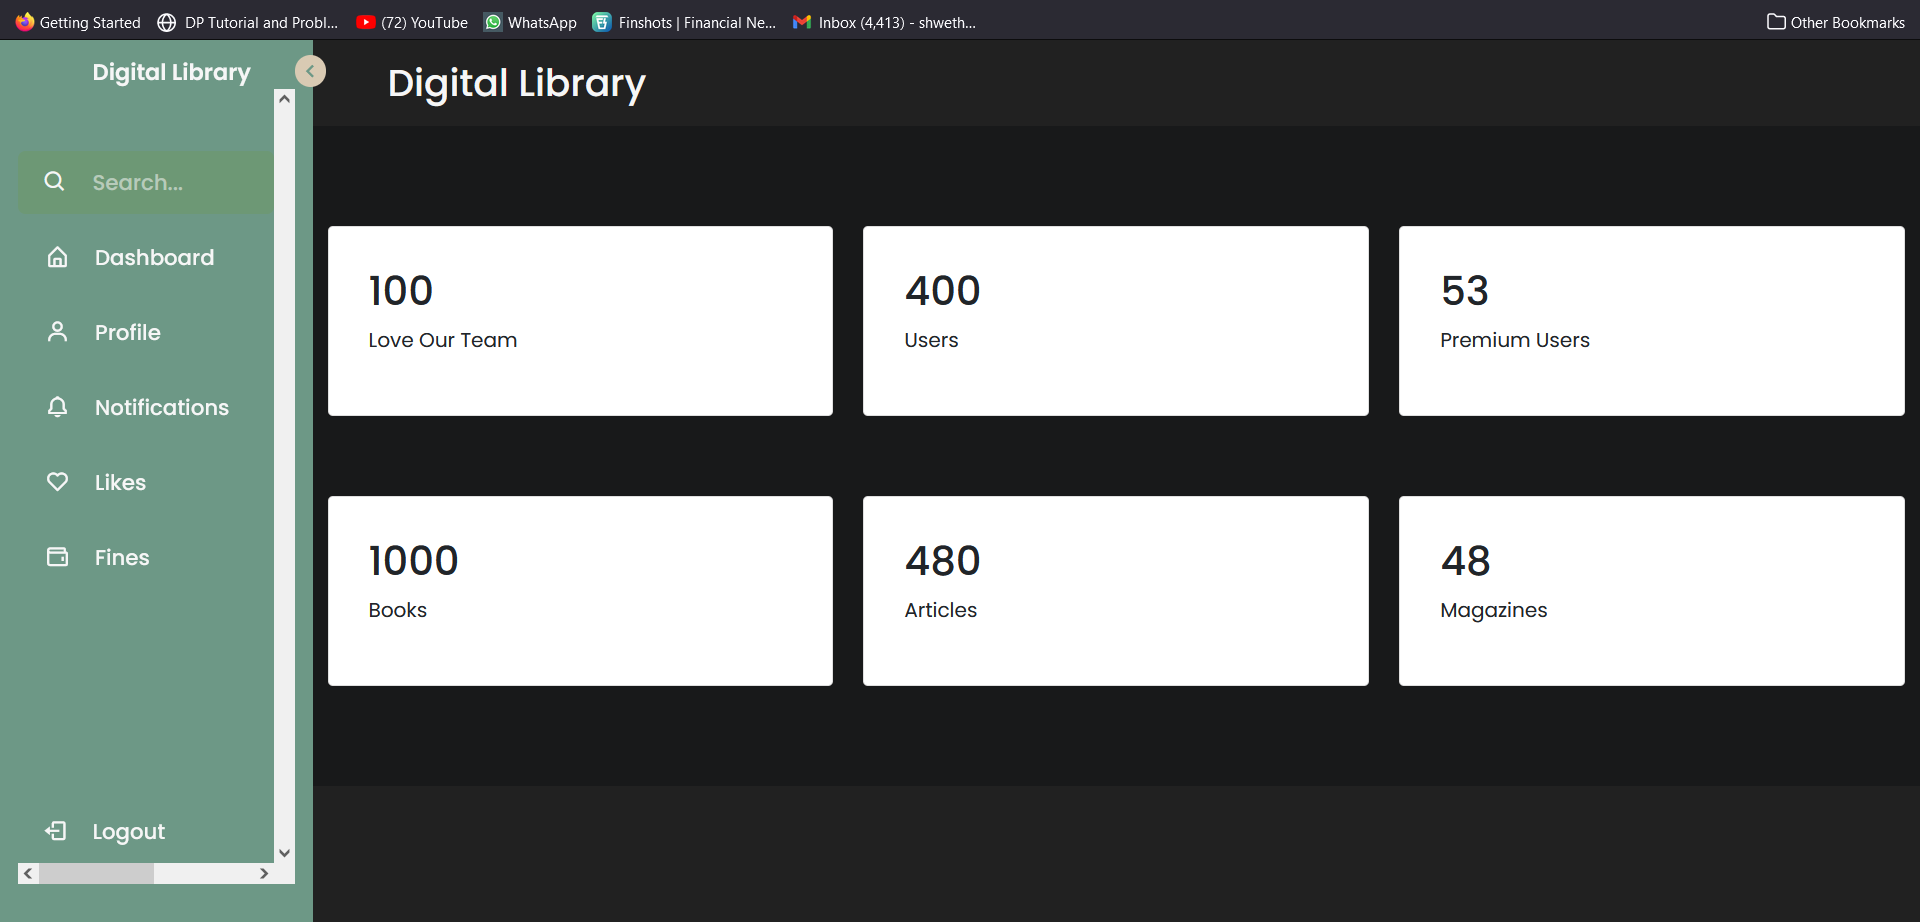 Getting Started
DP Tutorial and Probl...
(72) YouTube
WhatsApp
Finshots | Financial Ne...
Inbox (4,413) - shweth...
Other Bookmarks
Digital Library
Search...
Dashboard
Profile
Notifications
Likes
Fines
Logout
Digital Library
100
Love Our Team
400
Users
53
Premium Users
1000
Books
480
Articles
48
Magazines